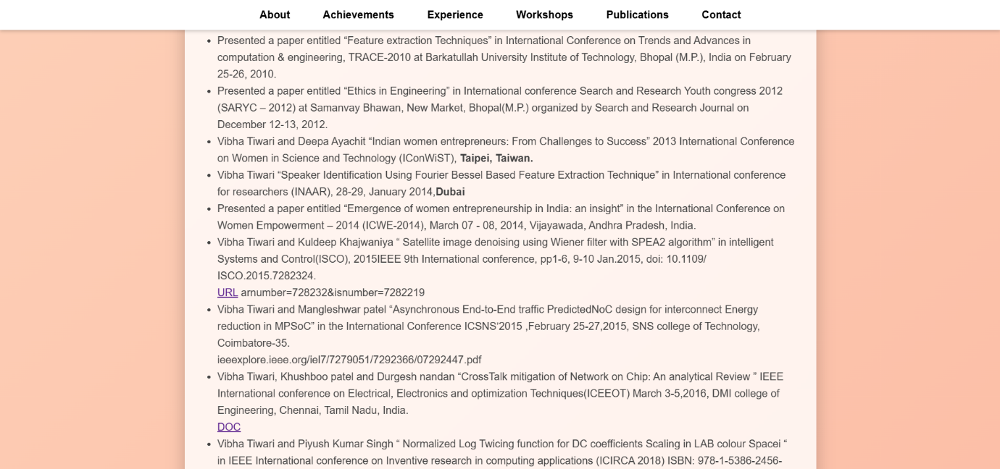 About Achievements Experience Workshops Publications Contact
• Presented a paper entitled “Feature extraction Techniques” in International Conference on Trends and Advances in
computation & engineering, TRACE-2010 at Barkatullah University Institute of Technology, Bhopal (M.P.), India on February
25-26, 2010.
• Presented a paper entitled “Ethics in Engineering” in International conference Search and Research Youth congress 2012
(SARYC – 2012) at Samanvay Bhawan, New Market, Bhopal(M.P.) organized by Search and Research Journal on
December 12-13, 2012.
• Vibha Tiwari and Deepa Ayachit “Indian women entrepreneurs: From Challenges to Success” 2013 International Conference
on Women in Science and Technology (IConWiST), Taipei, Taiwan.
• Vibha Tiwari “Speaker Identification Using Fourier Bessel Based Feature Extraction Technique” in International conference
for researchers (INAAR), 28-29, January 2014,Dubai
• Presented a paper entitled “Emergence of women entrepreneurship in India: an insight” in the International Conference on
Women Empowerment – 2014 (ICWE-2014), March 07 - 08, 2014, Vijayawada, Andhra Pradesh, India.
• Vibha Tiwari and Kuldeep Khajwaniya “ Satellite image denoising using Wiener filter with SPEA2 algorithm” in intelligent
Systems and Control(ISCO), 2015IEEE 9th International conference, pp1-6, 9-10 Jan.2015, doi: 10.1109/
ISCO.2015.7282324.
URL arnumber=728232&isnumber=7282219
• Vibha Tiwari and Mangleshwar patel “Asynchronous End-to-End traffic PredictedNoC design for interconnect Energy
reduction in MPSoC” in the International Conference ICSNS’2015 ,February 25-27,2015, SNS college of Technology,
Coimbatore-35.
ieeexplore.ieee.org/iel7/7279051/7292366/07292447.pdf
• Vibha Tiwari, Khushboo patel and Durgesh nandan “CrossTalk mitigation of Network on Chip: An analytical Review ” IEEE
International conference on Electrical, Electronics and optimization Techniques(ICEEOT) March 3-5,2016, DMI college of
Engineering, Chennai, Tamil Nadu, India.
DOC
• Vibha Tiwari and Piyush Kumar Singh “ Normalized Log Twicing function for DC coefficients Scaling in LAB colour Spacei “
in IEEE International conference on Inventive research in computing applications (ICIRCA 2018) ISBN: 978-1-5386-2456-